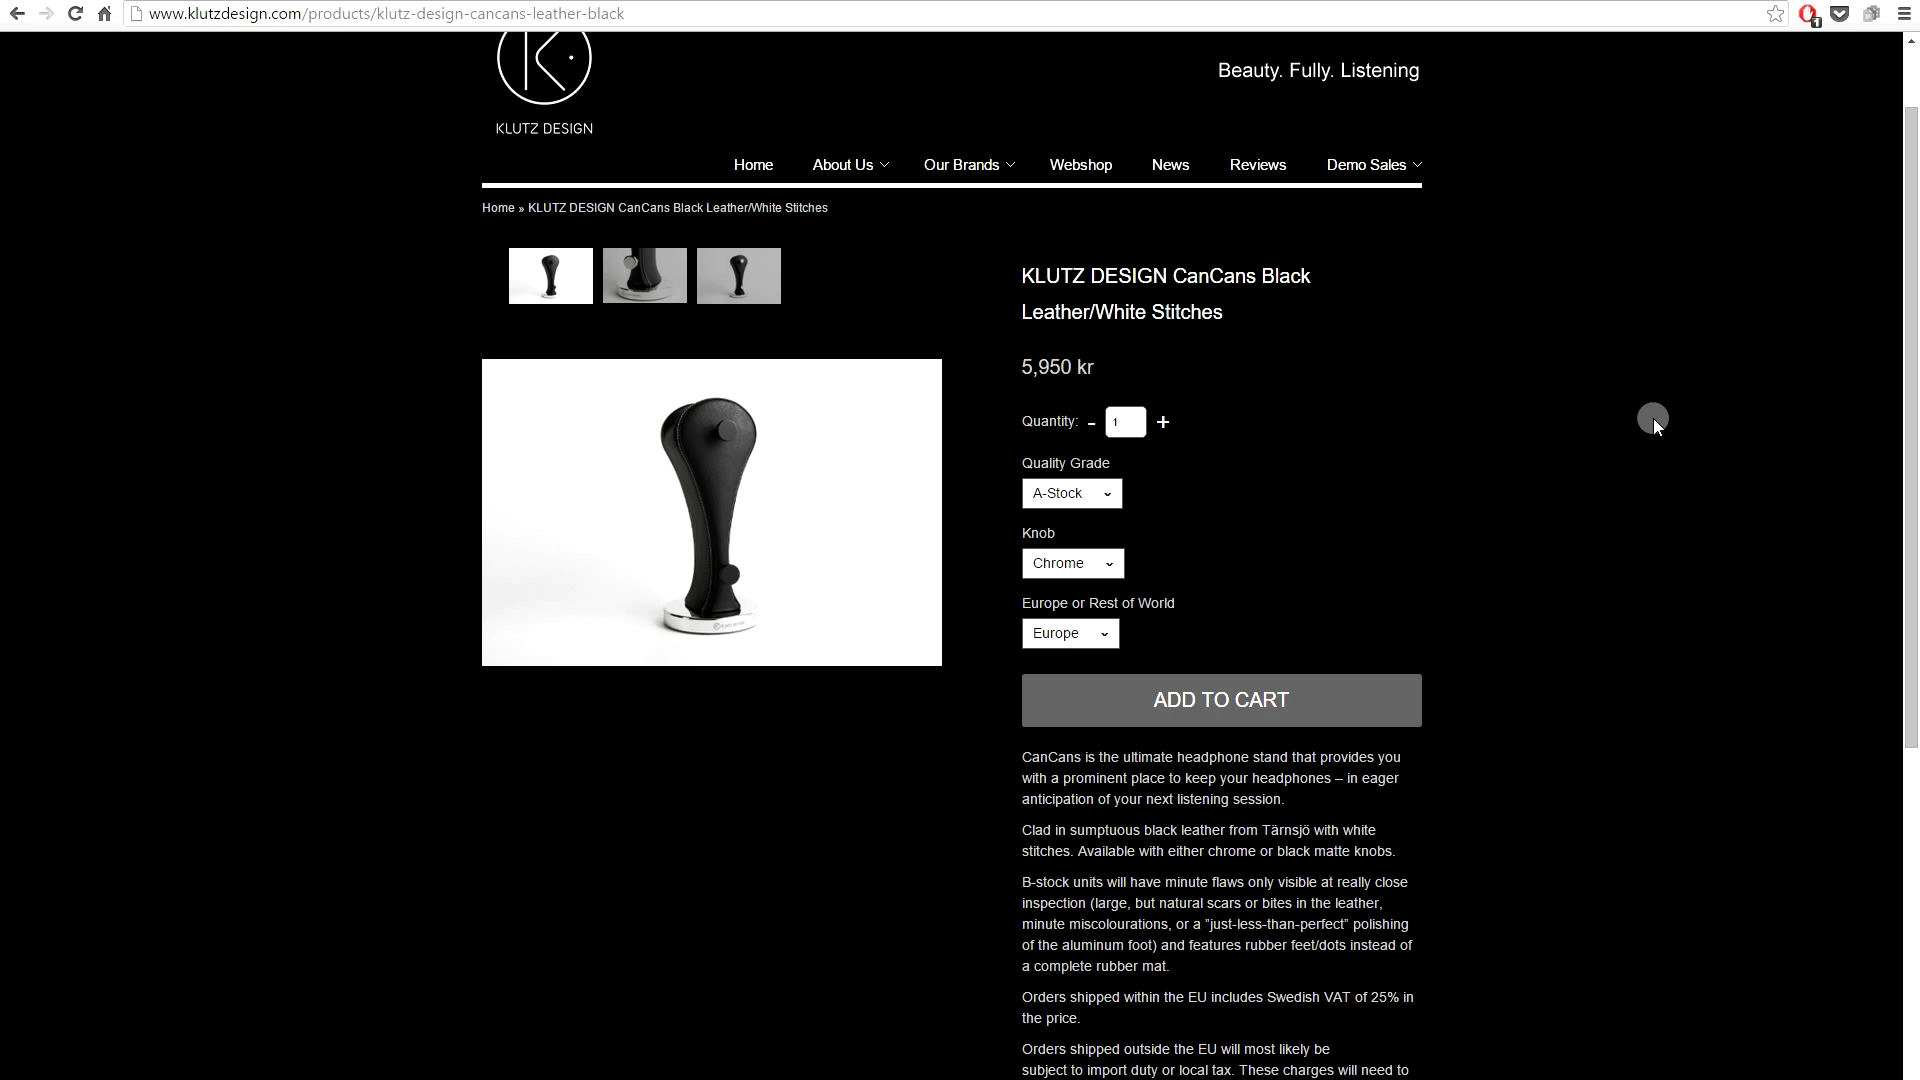 www.klutzdesign.com/products/klutz-design-cancans-leather-black
1
Beauty. Fully. Listening
KLUTZ DESIGN
Home About Us Our Brands Webshop News Reviews Demo Sales
Home » KLUTZ DESIGN CanCans Black Leather/White Stitches
KLUTZ DESIGN CanCans Black
Leather/White Stitches
5,950 kr
Quantity: - 1 +
Quality Grade
A-Stock
Knob
Chrome
Europe or Rest of World
Europe
ADD TO CART
CanCans is the ultimate headphone stand that provides you
with a prominent place to keep your headphones – in eager
anticipation of your next listening session.
Clad in sumptuous black leather from Tärnsjö with white
stitches. Available with either chrome or black matte knobs.
B-stock units will have minute flaws only visible at really close
inspection (large, but natural scars or bites in the leather,
minute miscolourations, or a ”just-less-than-perfect” polishing
of the aluminum foot) and features rubber feet/dots instead of
a complete rubber mat.
Orders shipped within the EU includes Swedish VAT of 25% in
the price.
Orders shipped outside the EU will most likely be
subject to import duty or local tax. These charges will need to